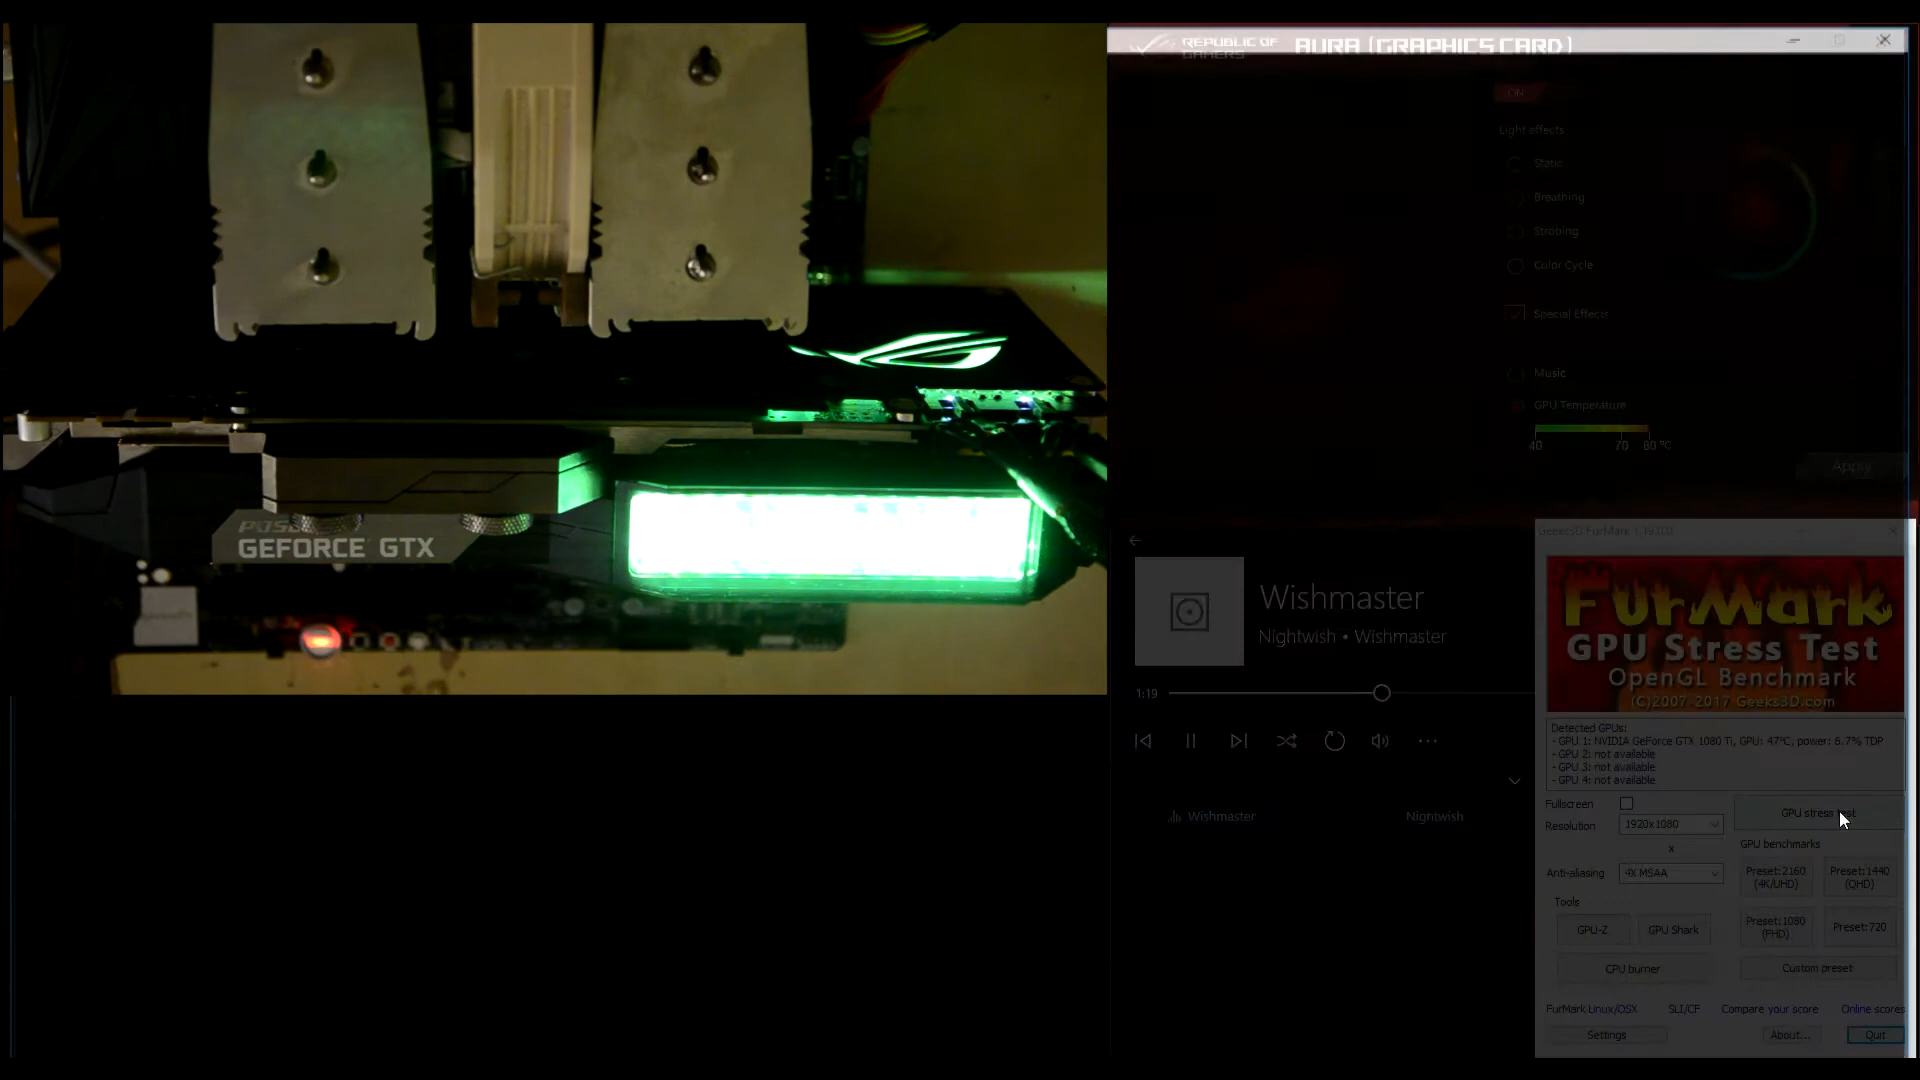 GEFORCE GTX
REPUBLIC OF
GAMERS
AURA (GRAPHICS CARD)
ON
Light effects
Static
Breathing
Strobing
Color Cycle
Special Effects
Music
GPU Temperature
40 70 80 °C
Apply
Wishmaster
Nightwish • Wishmaster
1:19
Wishmaster Nightwish
FurMark
GPU Stress Test
OpenGL Benchmark
(C)2007-2017 Geeks3D.com
Detected GPUs:
- GPU 1: NVIDIA GeForce GTX 1080 Ti, GPU: 47°C, power: 6.7% TDP
- GPU 2: not available
- GPU 3: not available
- GPU 4: not available
Fullscreen
Resolution 1920x1080
GPU stress test
x
Anti-aliasing 4X MSAA
GPU benchmarks
Preset:2160
(4K/UHD)
Preset:1440
(QHD)
Preset:1080
(FHD)
Preset:720
Custom preset
Tools
GPU-Z GPU Shark
CPU burner
FurMark Linux/OSX SLI/CF Compare your score Online scores
Settings About... Quit